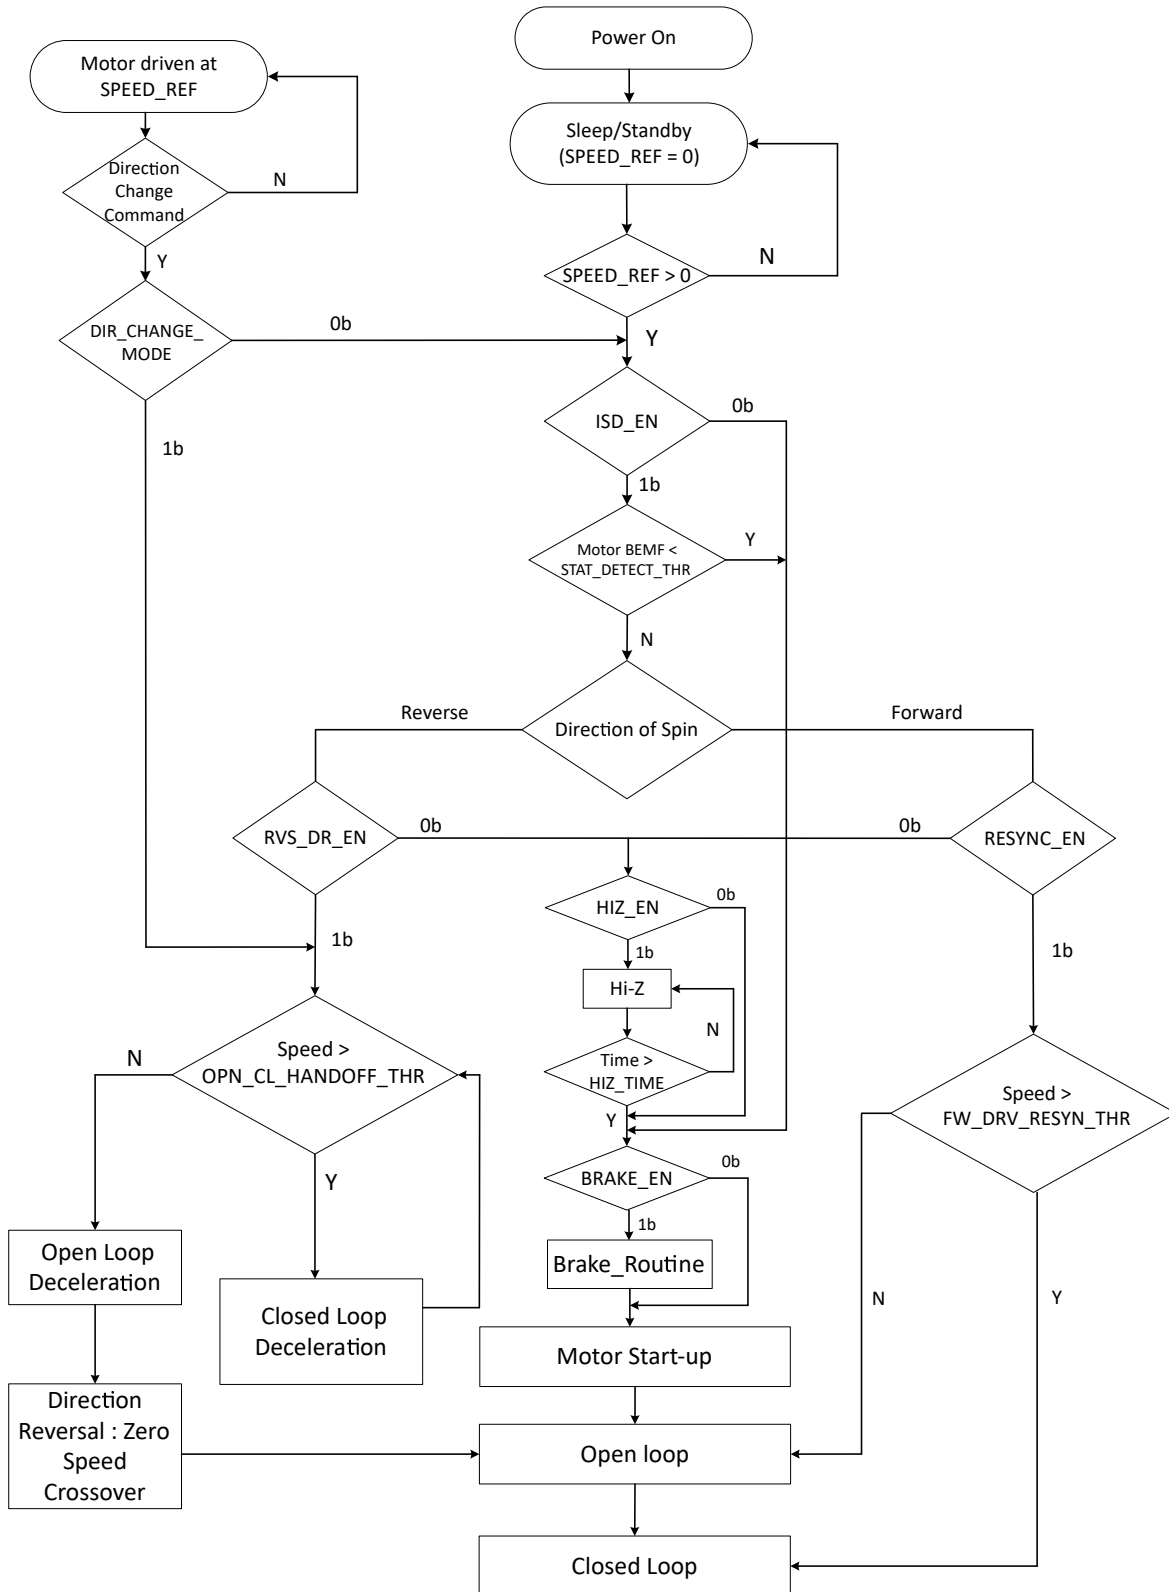 Power On
Motor driven at
SPEED_REF
Sleep/Standby
(SPEED_REF = 0)
Direction
Change
Command
N
Y
N
SPEED_REF > 0
DIR_CHANGE_
MODE
0b
Y
1b
ISD_EN
0b
1b
Motor BEMF <
STAT_DETECT_THR
Y
N
Reverse
Direction of Spin
Forward
RVS_DR_EN
0b
0b
RESYNC_EN
HIZ_EN
0b
1b
1b
1b
Hi-Z
N
Time >
HIZ_TIME
Y
N
Speed >
OPN_CL_HANDOFF_THR
Y
Speed >
FW_DRV_RESYN_THR
BRAKE_EN
0b
1b
Brake_Routine
Open Loop
Deceleration
Closed Loop
Deceleration
N
Y
Motor Start-up
Direction
Reversal : Zero
Speed
Crossover
Open loop
Closed Loop